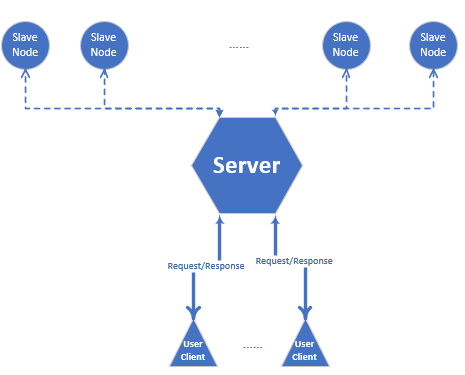 Slave
Node
Slave
Node
......
Slave
Node
Slave
Node
Server
Request/Response
Request/Response
User
Client
......
User
Client